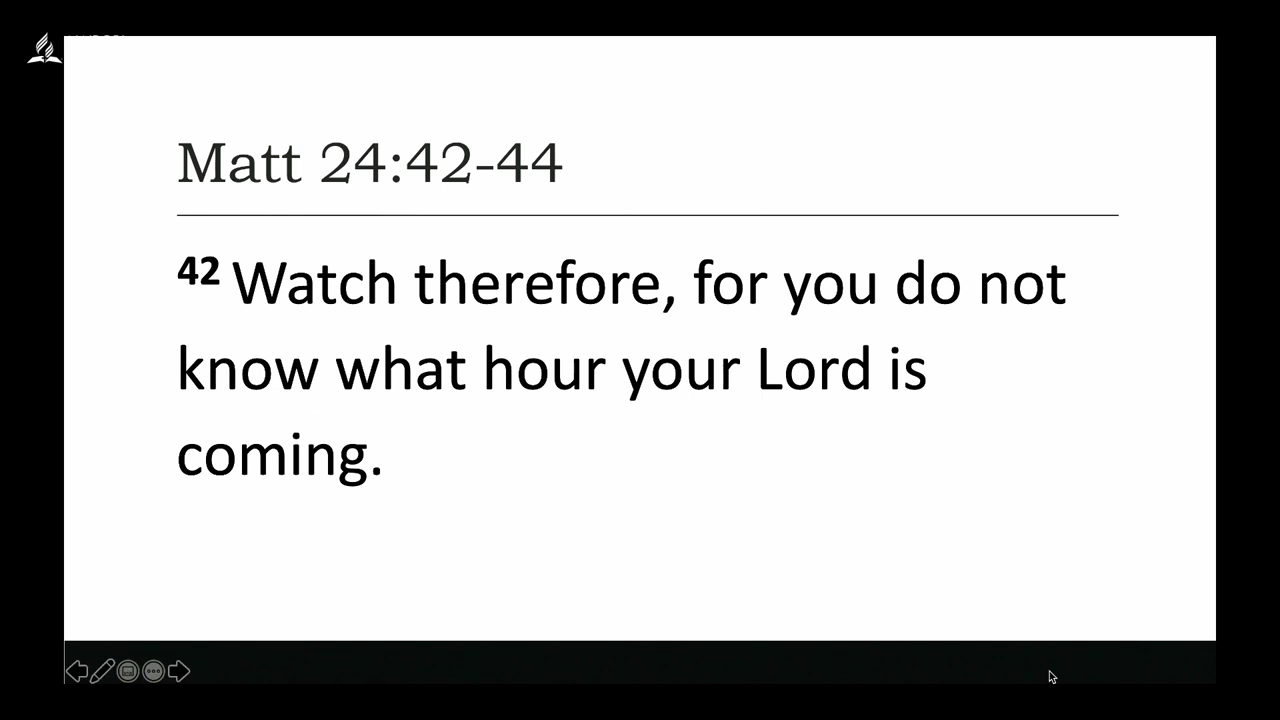 Matt 24:42-44
42 Watch therefore, for you do not
know what hour your Lord is
coming.